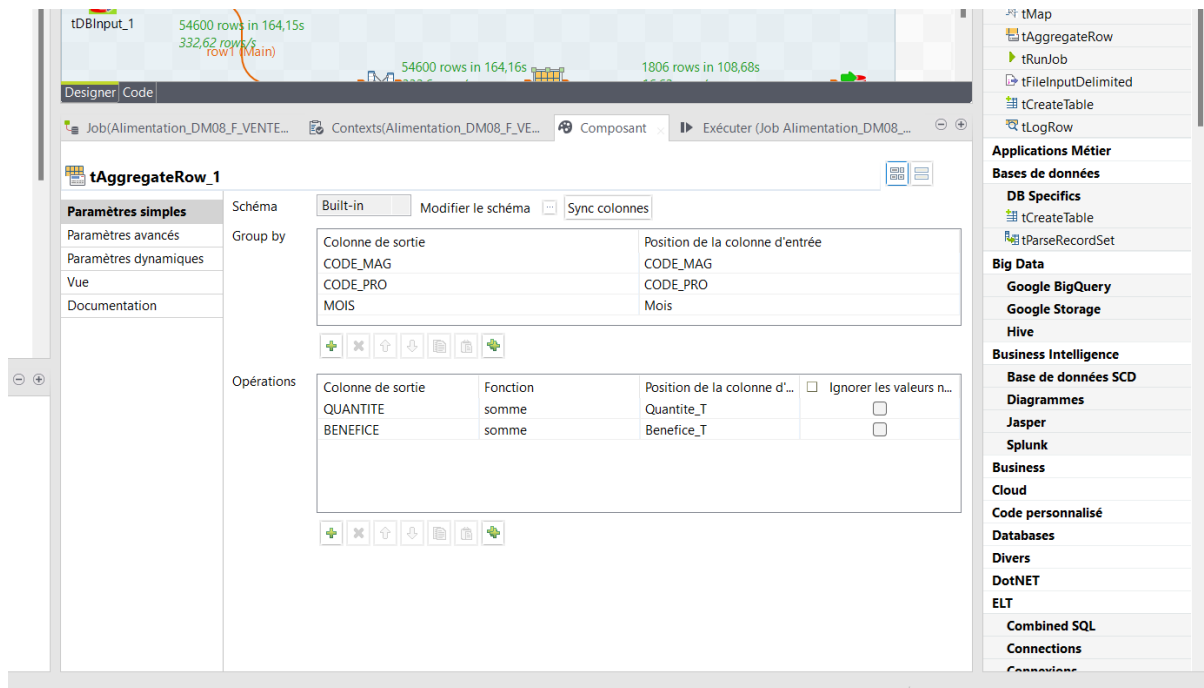 tDBInput_1
54600 rows in 164,15s
332,62 rows/s
row1 (Main)
54600 rows in 164,16s
1806 rows in 108,68s
Designer Code
Job(Alimentation_DM08_F_VENTE...
Contexts(Alimentation_DM08_F_VE...
Composant
Exécuter (Job Alimentation_DM08_...
tAggregateRow_1
Paramètres simples
Paramètres avancés
Paramètres dynamiques
Vue
Documentation
Schéma
Built-in
Modifier le schéma
...
Sync colonnes
Group by
Colonne de sortie Position de la colonne d'entrée
CODE_MAG CODE_MAG
CODE_PRO CODE_PRO
MOIS Mois
Opérations
Colonne de sortie Fonction Position de la colonne d'... Ignorer les valeurs n...
QUANTITE somme Quantite_T
BENEFICE somme Benefice_T
tMap
tAggregateRow
tRunJob
tFileInputDelimited
tCreateTable
tLogRow
Applications Métier
Bases de données
DB Specifics
tCreateTable
tParseRecordSet
Big Data
Google BigQuery
Google Storage
Hive
Business Intelligence
Base de données SCD
Diagrammes
Jasper
Splunk
Business
Cloud
Code personnalisé
Databases
Divers
DotNET
ELT
Combined SQL
Connections
Connexions